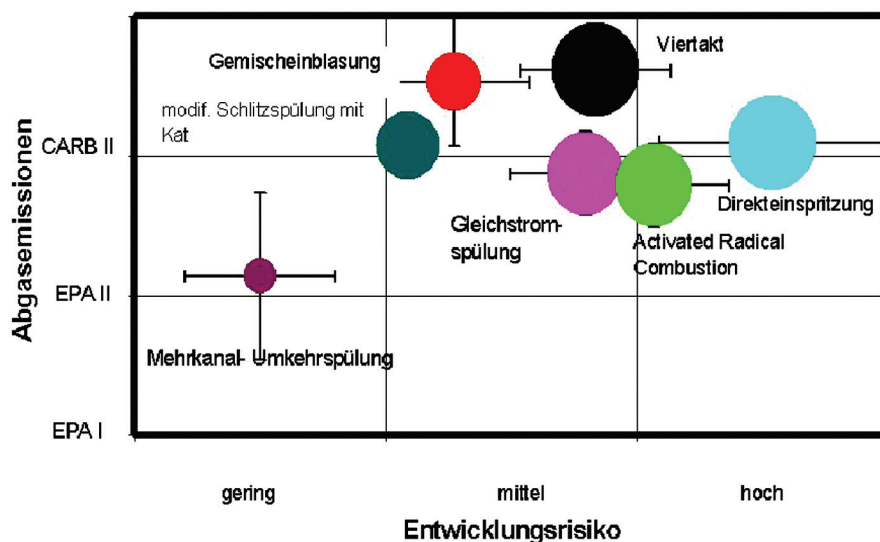 Abgasemissionen
CARB II
EPA II
EPA I
Gemischeinblasung
Viertakt
modif. Schlitzspülung mit
Kat
Gleichstrom-
spülung
Direkteinspritzung
Activated Radical
Combustion
Mehrkanal- Umkehrspülung
gering
mittel
hoch
Entwicklungsrisiko